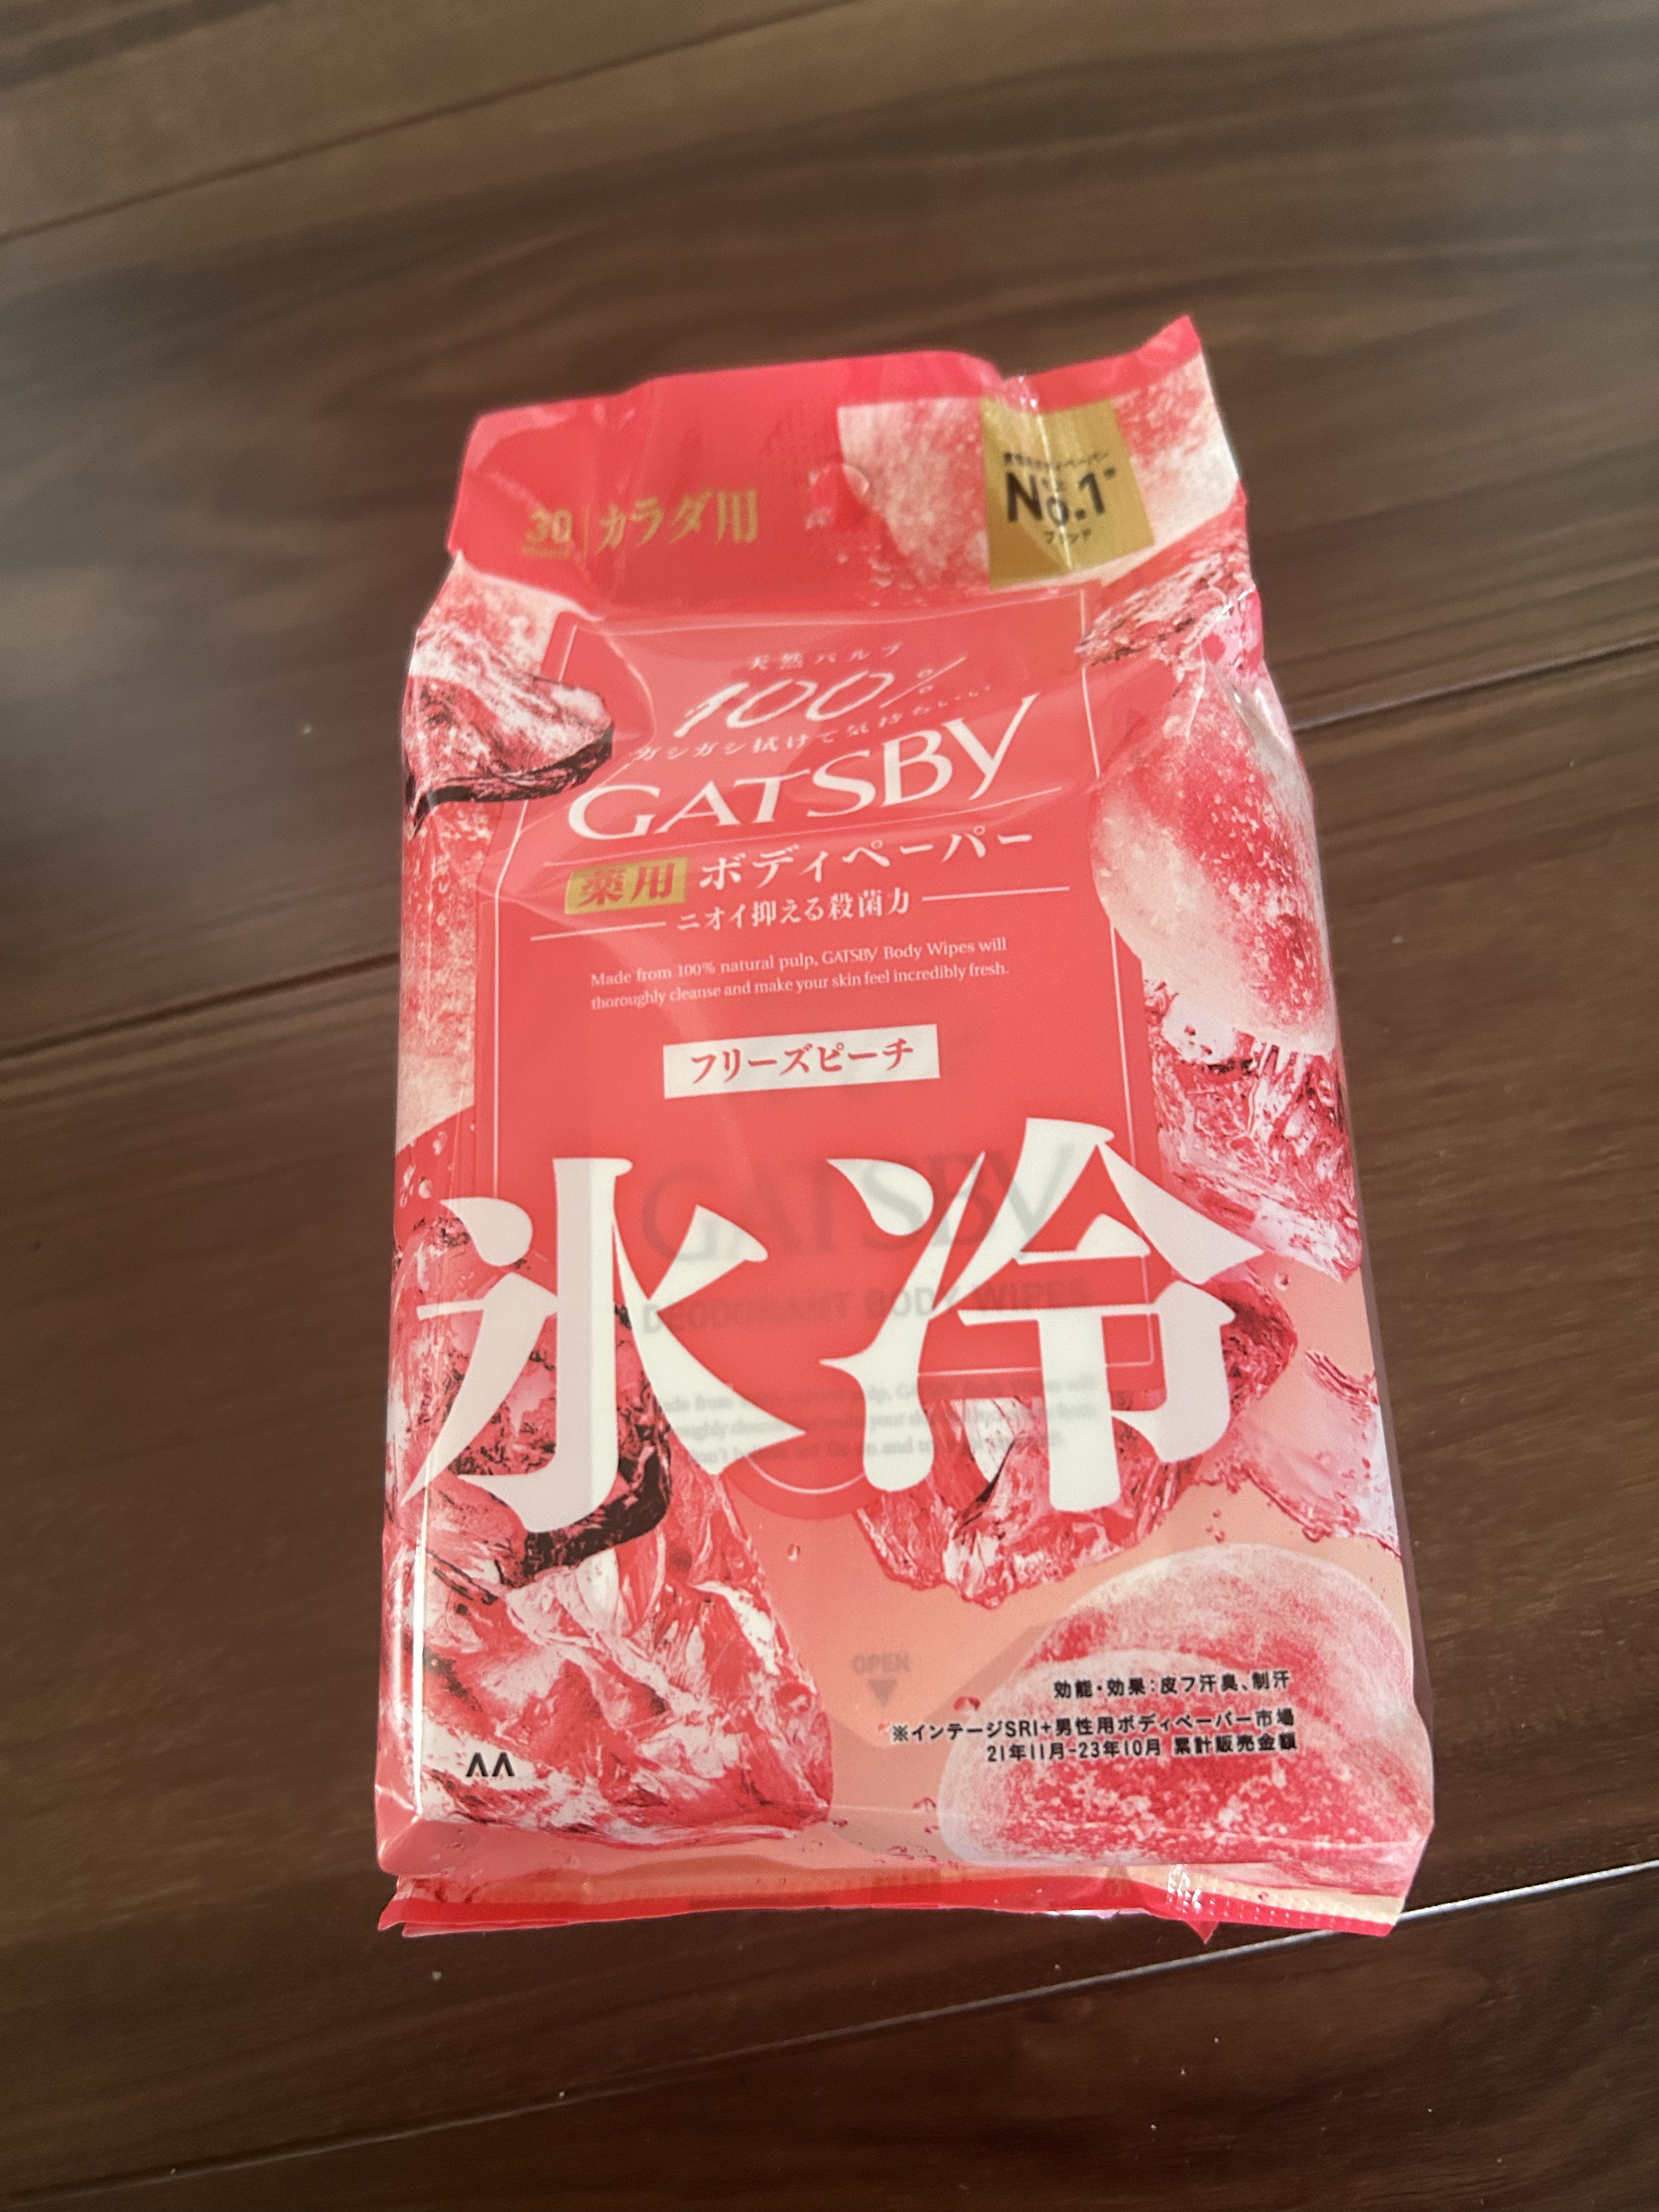 30 カラダ用
No.1※
ブランド
天然パルプ
100%
ガシガシ拭けて気持ちいい
GATSBY
薬用 ボディペーパー
ニオイ抑える殺菌力
Made from 100% natural pulp, GATSBY Body Wipes will
thoroughly cleanse and make your skin feel incredibly fresh.
フリーズピーチ
氷冷
GATSBY
DEODORANT BODY WIPES
OPEN
効能・効果：皮フ汗臭、制汗
※インテージSRI+男性用ボディペーパー市場
21年11月-23年10月 累計販売金額